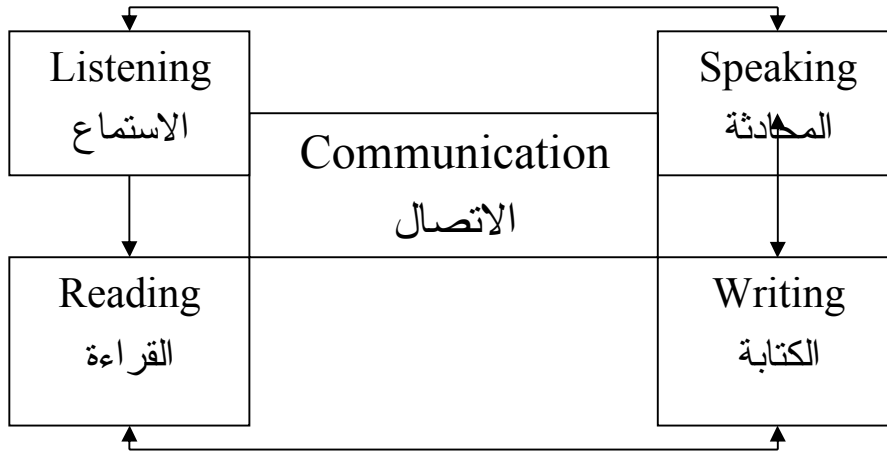 Listening
الاستماع
Speaking
المحادثة
Communication
الاتصال
Reading
القراءة
Writing
الكتابة